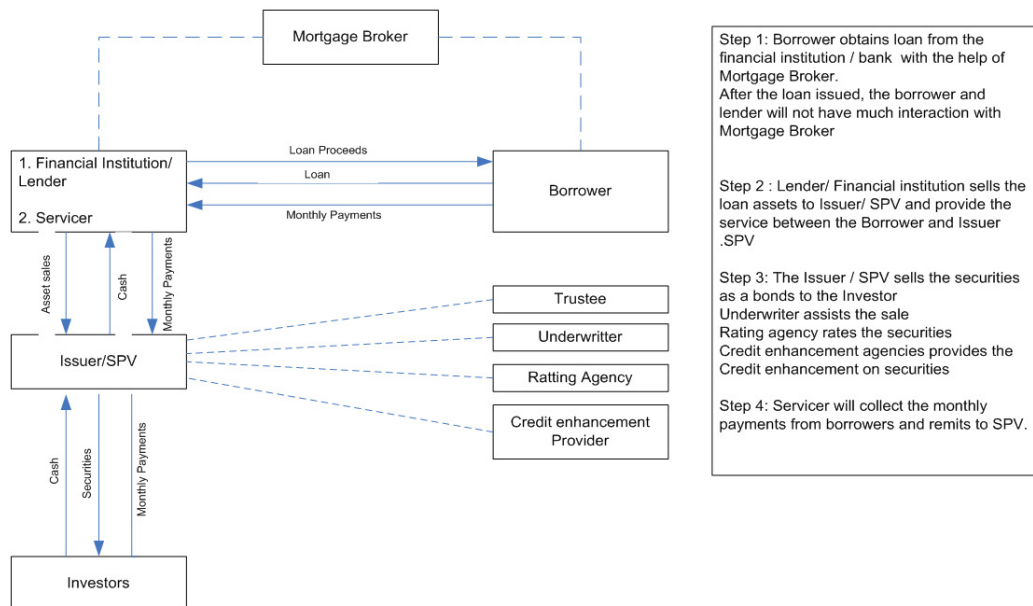 Mortgage Broker
1. Financial Institution/
Lender
2. Servicer
Loan Proceeds
Loan
Monthly Payments
Borrower
Asset sales
Cash
Monthly Payments
Issuer/SPV
Trustee
Underwritter
Ratting Agency
Credit enhancement
Provider
Cash
Securities
Monthly Payments
Investors
Step 1: Borrower obtains loan from the
financial institution / bank with the help of
Mortgage Broker.
After the loan issued, the borrower and
lender will not have much interaction with
Mortgage Broker
Step 2 : Lender/ Financial institution sells the
loan assets to Issuer/ SPV and provide the
service between the Borrower and Issuer
.SPV
Step 3: The Issuer / SPV sells the securities
as a bonds to the Investor
Underwriter assists the sale
Rating agency rates the securities
Credit enhancement agencies provides the
Credit enhancement on securities
Step 4: Servicer will collect the monthly
payments from borrowers and remits to SPV.